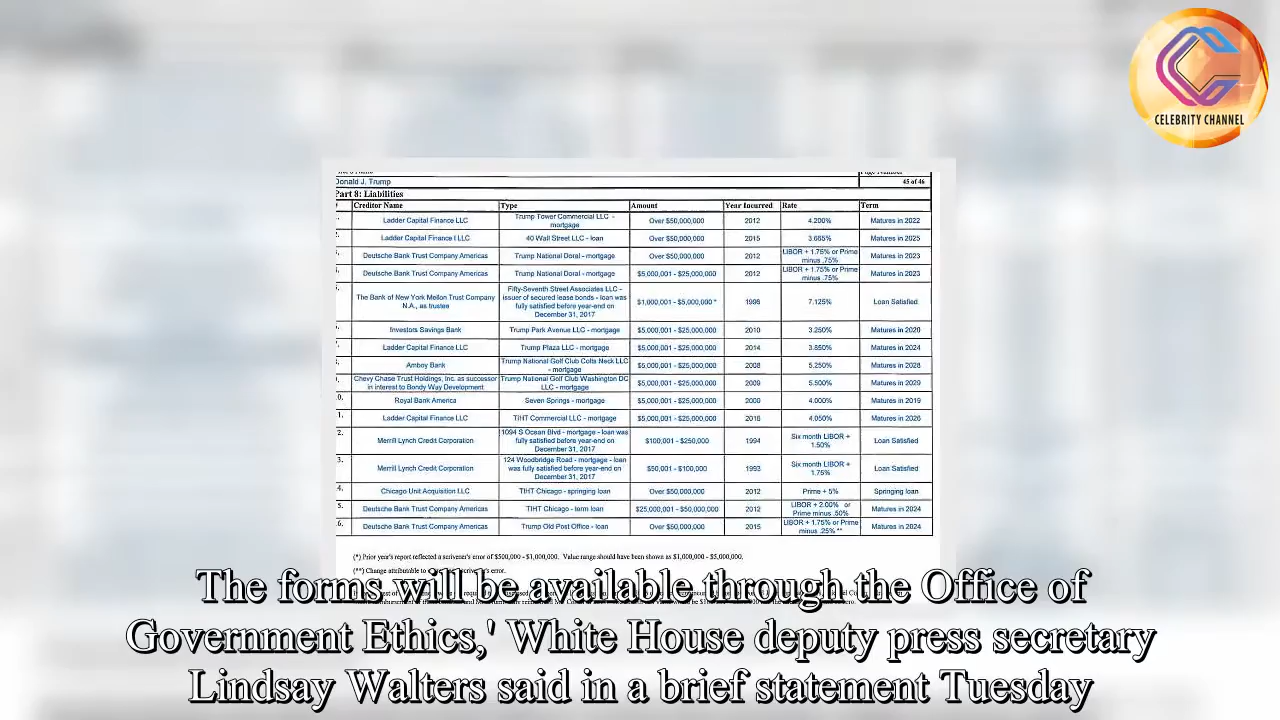 CELEBRITY CHANNEL
Donald J. Trump
45 of 46
Part 8: Liabilities
Creditor Name Type Amount Year Incurred Rate Term
Ladder Capital Finance LLC Trump Tower Commercial LLC - mortgage Over $50,000,000 2012 4.200% Matures in 2022
Ladder Capital Finance I LLC 40 Wall Street LLC - loan Over $50,000,000 2015 3.665% Matures in 2025
Deutsche Bank Trust Company Americas Trump National Doral - mortgage Over $50,000,000 2012 LIBOR + 1.75% or Prime minus .75% Matures in 2023
Deutsche Bank Trust Company Americas Trump National Doral - mortgage $5,000,001 - $25,000,000 2012 LIBOR + 1.75% or Prime minus .75% Matures in 2023
The Bank of New York Mellon Trust Company N.A., as trustee Fifty-Seventh Street Associates LLC - issuer of secured lease bonds - loan was fully satisfied before year-end on December 31, 2017 $1,000,001 - $5,000,000 * 7.125% Loan Satisfied
Investors Savings Bank Trump Park Avenue LLC - mortgage $5,000,001 - $25,000,000 2010 3.250% Matures in 2020
Ladder Capital Finance LLC Trump Plaza LLC - mortgage $5,000,001 - $25,000,000 2014 3.850% Matures in 2024
Amboy Bank Trump National Golf Club Colts Neck LLC - mortgage $5,000,001 - $25,000,000 2008 5.250% Matures in 2028
Chevy Chase Trust Holdings, Inc. as successor in interest to Bondy Way Development Trump National Golf Club Washington DC LLC - mortgage $5,000,001 - $25,000,000 2009 5.500% Matures in 2029
Royal Bank America Seven Springs - mortgage $5,000,001 - $25,000,000 2000 4.000% Matures in 2019
Ladder Capital Finance LLC TIHT Commercial LLC - mortgage $5,000,001 - $25,000,000 2016 4.050% Matures in 2026
Merrill Lynch Credit Corporation 1094 S Ocean Blvd - mortgage - loan was fully satisfied before year-end on December 31, 2017 $100,001 - $250,000 1994 Six month LIBOR + 1.50% Loan Satisfied
Merrill Lynch Credit Corporation 124 Woodbridge Road - mortgage - loan was fully satisfied before year-end on December 31, 2017 $50,001 - $100,000 1993 Six month LIBOR + 1.75% Loan Satisfied
Chicago Unit Acquisition LLC TIHT Chicago - springing loan Over $50,000,000 2012 Prime + 5% Springing loan
Deutsche Bank Trust Company Americas TIHT Chicago - term loan $25,000,001 - $50,000,000 2012 LIBOR + 2.00% or Prime minus .50% Matures in 2024
Deutsche Bank Trust Company Americas Trump Old Post Office - loan Over $50,000,000 2015 LIBOR + 1.75% or Prime minus .25% ** Matures in 2024
(*) Prior year's report reflected a scrivener's error of $500,000 - $1,000,000. Value range should have been shown as $1,000,000 - $5,000,000.
(**) Change attributable to error.
The forms will be available through the Office of
Government Ethics,' White House deputy press secretary
Lindsay Walters said in a brief statement Tuesday